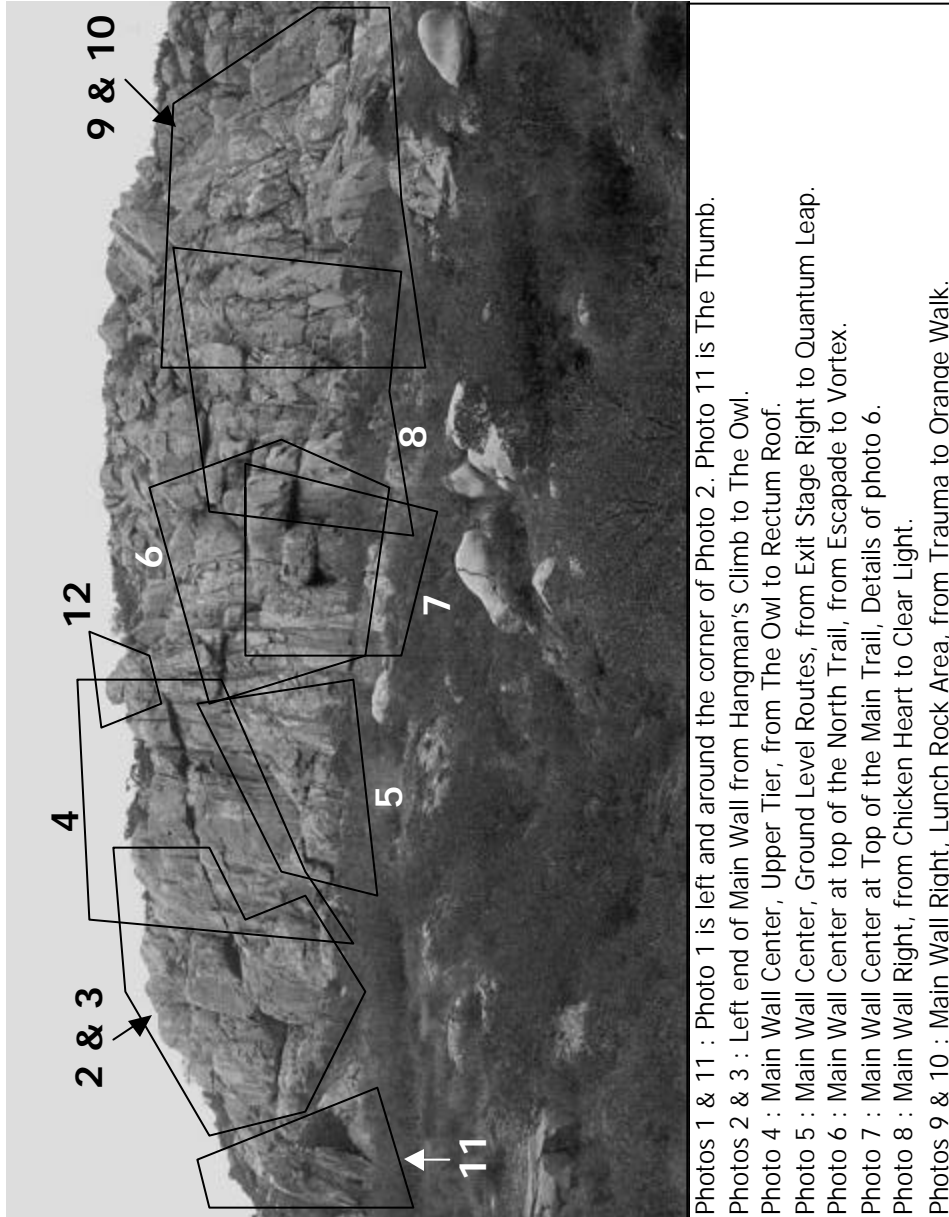 2 & 3
4
12
9 & 10
6
5
7
8
11
Photos 1 & 11 : Photo 1 is left and around the corner of Photo 2. Photo 11 is The Thumb.
Photos 2 & 3 : Left end of Main Wall from Hangman's Climb to The Owl.
Photo 4 : Main Wall Center, Upper Tier, from The Owl to Rectum Roof.
Photo 5 : Main Wall Center, Ground Level Routes, from Exit Stage Right to Quantum Leap.
Photo 6 : Main Wall Center at top of the North Trail, from Escapade to Vortex.
Photo 7 : Main Wall Center at Top of the Main Trail, Details of photo 6.
Photo 8 : Main Wall Right, from Chicken Heart to Clear Light.
Photos 9 & 10 : Main Wall Right, Lunch Rock Area, from Trauma to Orange Walk.